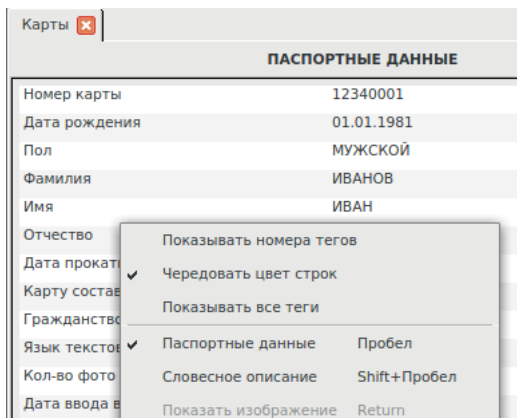 Карты
ПАСПОРТНЫЕ ДАННЫЕ
Номер карты 12340001
Дата рождения 01.01.1981
Пол МУЖСКОЙ
Фамилия ИВАНОВ
Имя ИВАН
Отчество
Показывать номера тегов
Дата прокат
Чередовать цвет строк
Карту состав
Показывать все теги
Гражданство
Язык текстов
Паспортные данные Пробел
Кол-во фото
Словесное описание Shift+Пробел
Дата ввода в
Показать изображение Return